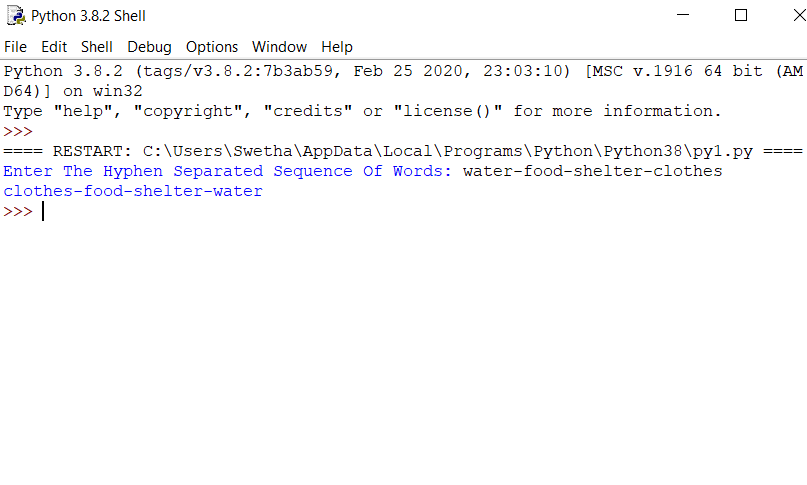 Python 3.8.2 Shell
File Edit Shell Debug Options Window Help
Python 3.8.2 (tags/v3.8.2:7b3ab59, Feb 25 2020, 23:03:10) [MSC v.1916 64 bit (AM
D64)] on win32
Type "help", "copyright", "credits" or "license()" for more information.
>>>
==== RESTART: C:\Users\Swetha\AppData\Local\Programs\Python\Python38\py1.py ====
Enter The Hyphen Separated Sequence Of Words: water-food-shelter-clothes
clothes-food-shelter-water
>>>